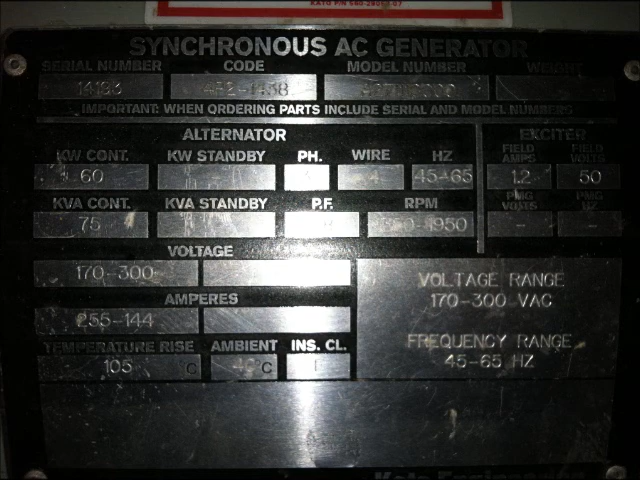 KATO P/N
SYNCHRONOUS AC GENERATOR
SERIAL NUMBER CODE MODEL NUMBER WEIGHT
IMPORTANT: WHEN ORDERING PARTS INCLUDE SERIAL AND MODEL NUMBERS
ALTERNATOR EXCITER
KW CONT. KW STANDBY PH. WIRE HZ FIELD AMPS FIELD VOLTS
60 - 4 45-65 1.2 50
KVA CONT. KVA STANDBY P.F. RPM PMG VOLTS PMG HZ
75 - -1950 - -
VOLTAGE
170-300
VOLTAGE RANGE
170-300 VAC
AMPERES
255-144
FREQUENCY RANGE
45-65 HZ
TEMPERATURE RISE AMBIENT INS. CL.
105 C C